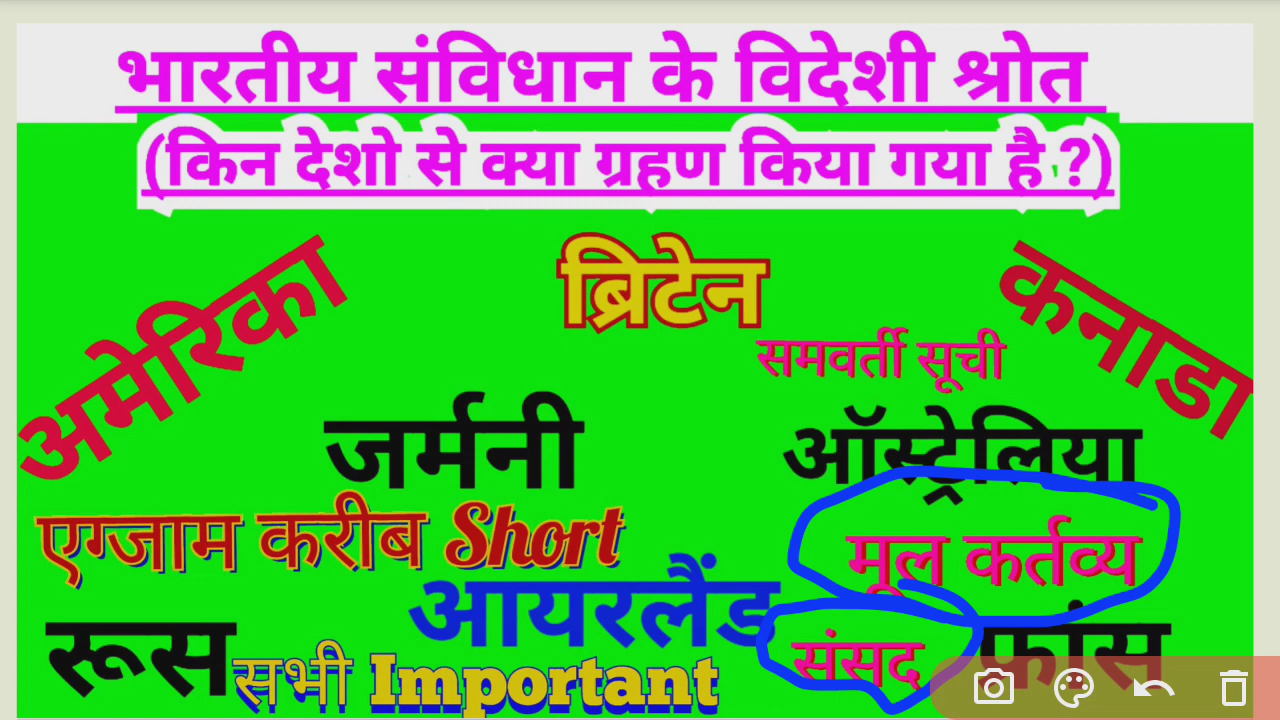 भारतीय संविधान के विदेशी श्रोत
(किन देशो से क्या ग्रहण किया गया है ?)
अमेरिका
ब्रिटेन
कनाडा
समवर्ती सूची
जर्मनी
ऑस्ट्रेलिया
एग्जाम करीब Short
मूल कर्तव्य
आयरलैंड
रूस
सभी Important
संसद
फ्रांस